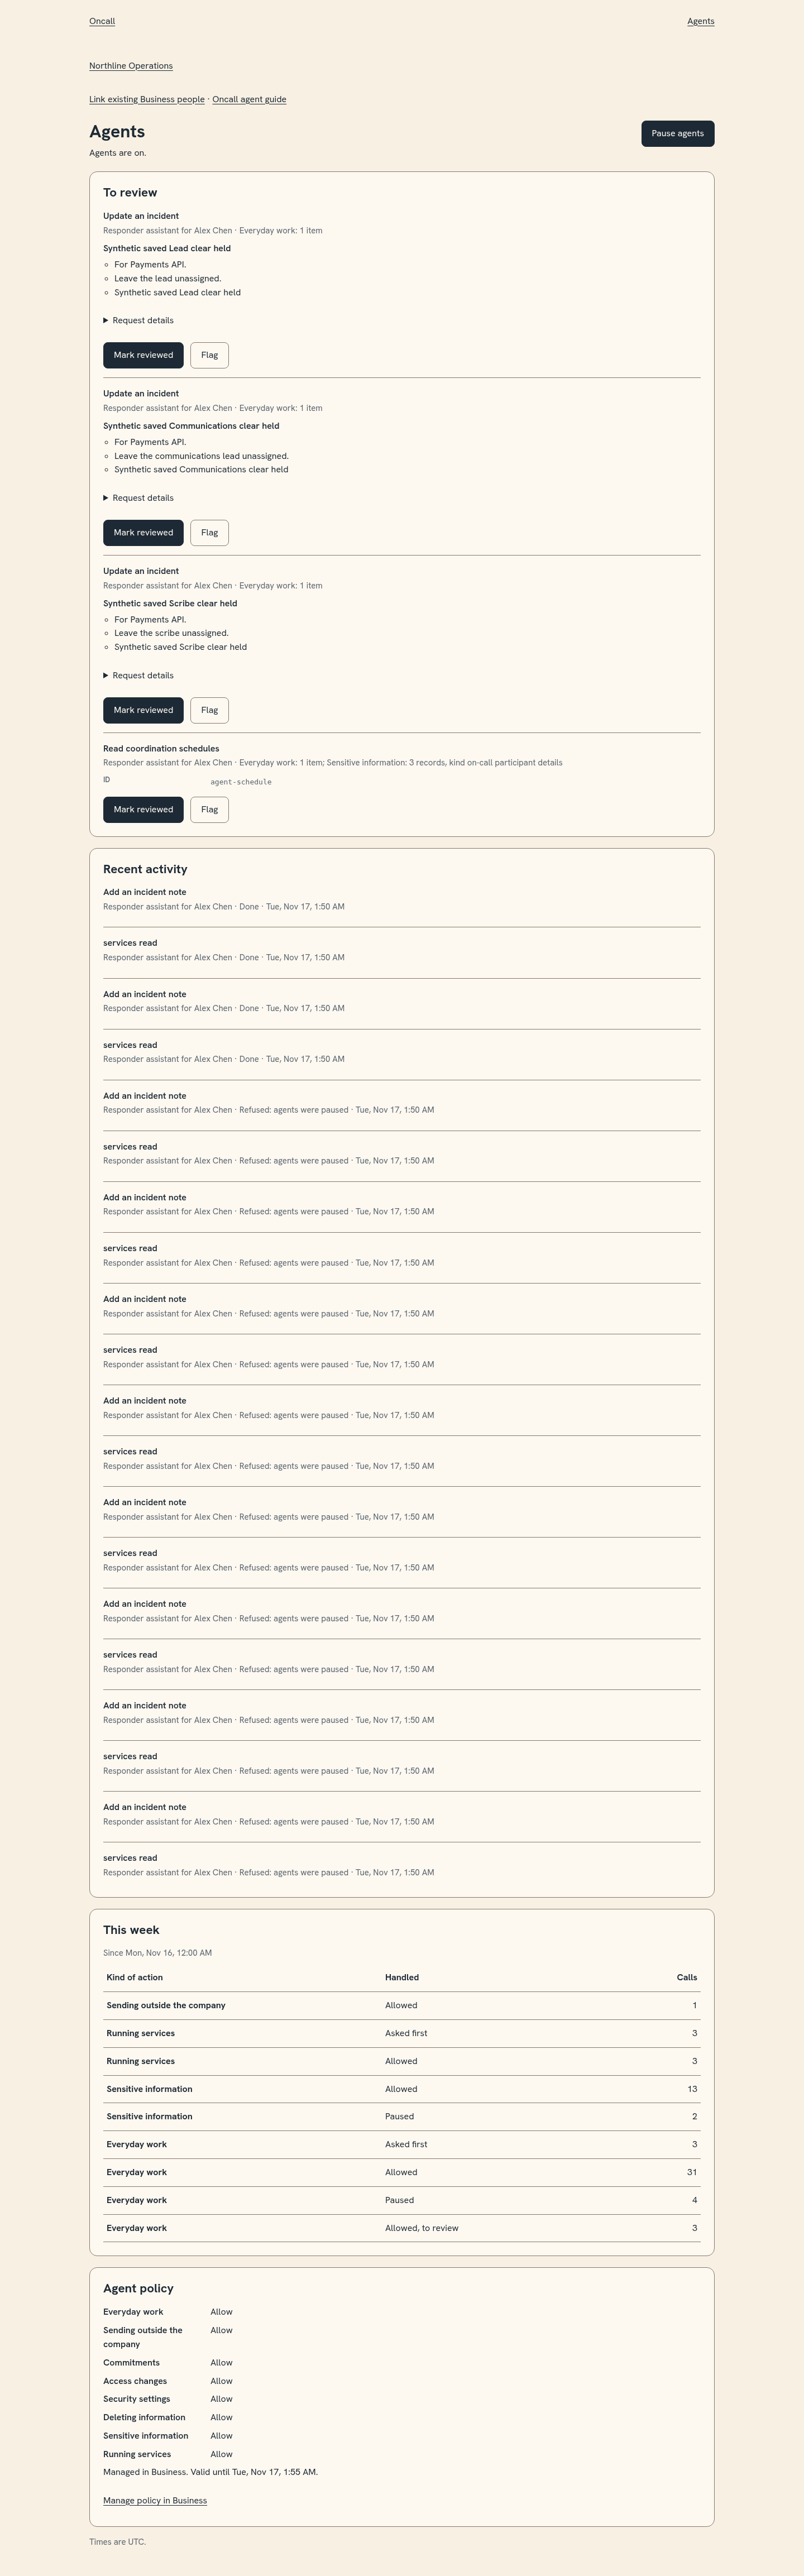 Oncall
Agents
Northline Operations
Link existing Business people · Oncall agent guide
Agents
Pause agents
Agents are on.
To review
Update an incident
Responder assistant for Alex Chen · Everyday work: 1 item
Synthetic saved Lead clear held
For Payments API.
Leave the lead unassigned.
Synthetic saved Lead clear held
Request details
Mark reviewed
Flag
Update an incident
Responder assistant for Alex Chen · Everyday work: 1 item
Synthetic saved Communications clear held
For Payments API.
Leave the communications lead unassigned.
Synthetic saved Communications clear held
Request details
Mark reviewed
Flag
Update an incident
Responder assistant for Alex Chen · Everyday work: 1 item
Synthetic saved Scribe clear held
For Payments API.
Leave the scribe unassigned.
Synthetic saved Scribe clear held
Request details
Mark reviewed
Flag
Read coordination schedules
Responder assistant for Alex Chen · Everyday work: 1 item; Sensitive information: 3 records, kind on-call participant details
ID agent-schedule
Mark reviewed
Flag
Recent activity
Add an incident note
Responder assistant for Alex Chen · Done · Tue, Nov 17, 1:50 AM
services read
Responder assistant for Alex Chen · Done · Tue, Nov 17, 1:50 AM
Add an incident note
Responder assistant for Alex Chen · Done · Tue, Nov 17, 1:50 AM
services read
Responder assistant for Alex Chen · Done · Tue, Nov 17, 1:50 AM
Add an incident note
Responder assistant for Alex Chen · Refused: agents were paused · Tue, Nov 17, 1:50 AM
services read
Responder assistant for Alex Chen · Refused: agents were paused · Tue, Nov 17, 1:50 AM
Add an incident note
Responder assistant for Alex Chen · Refused: agents were paused · Tue, Nov 17, 1:50 AM
services read
Responder assistant for Alex Chen · Refused: agents were paused · Tue, Nov 17, 1:50 AM
Add an incident note
Responder assistant for Alex Chen · Refused: agents were paused · Tue, Nov 17, 1:50 AM
services read
Responder assistant for Alex Chen · Refused: agents were paused · Tue, Nov 17, 1:50 AM
Add an incident note
Responder assistant for Alex Chen · Refused: agents were paused · Tue, Nov 17, 1:50 AM
services read
Responder assistant for Alex Chen · Refused: agents were paused · Tue, Nov 17, 1:50 AM
Add an incident note
Responder assistant for Alex Chen · Refused: agents were paused · Tue, Nov 17, 1:50 AM
services read
Responder assistant for Alex Chen · Refused: agents were paused · Tue, Nov 17, 1:50 AM
Add an incident note
Responder assistant for Alex Chen · Refused: agents were paused · Tue, Nov 17, 1:50 AM
services read
Responder assistant for Alex Chen · Refused: agents were paused · Tue, Nov 17, 1:50 AM
Add an incident note
Responder assistant for Alex Chen · Refused: agents were paused · Tue, Nov 17, 1:50 AM
services read
Responder assistant for Alex Chen · Refused: agents were paused · Tue, Nov 17, 1:50 AM
Add an incident note
Responder assistant for Alex Chen · Refused: agents were paused · Tue, Nov 17, 1:50 AM
services read
Responder assistant for Alex Chen · Refused: agents were paused · Tue, Nov 17, 1:50 AM
This week
Since Mon, Nov 16, 12:00 AM
Kind of action Handled Calls
Sending outside the company Allowed 1
Running services Asked first 3
Running services Allowed 3
Sensitive information Allowed 13
Sensitive information Paused 2
Everyday work Asked first 3
Everyday work Allowed 31
Everyday work Paused 4
Everyday work Allowed, to review 3
Agent policy
Everyday work Allow
Sending outside the Allow
company
Commitments Allow
Access changes Allow
Security settings Allow
Deleting information Allow
Sensitive information Allow
Running services Allow
Managed in Business. Valid until Tue, Nov 17, 1:55 AM.
Manage policy in Business
Times are UTC.